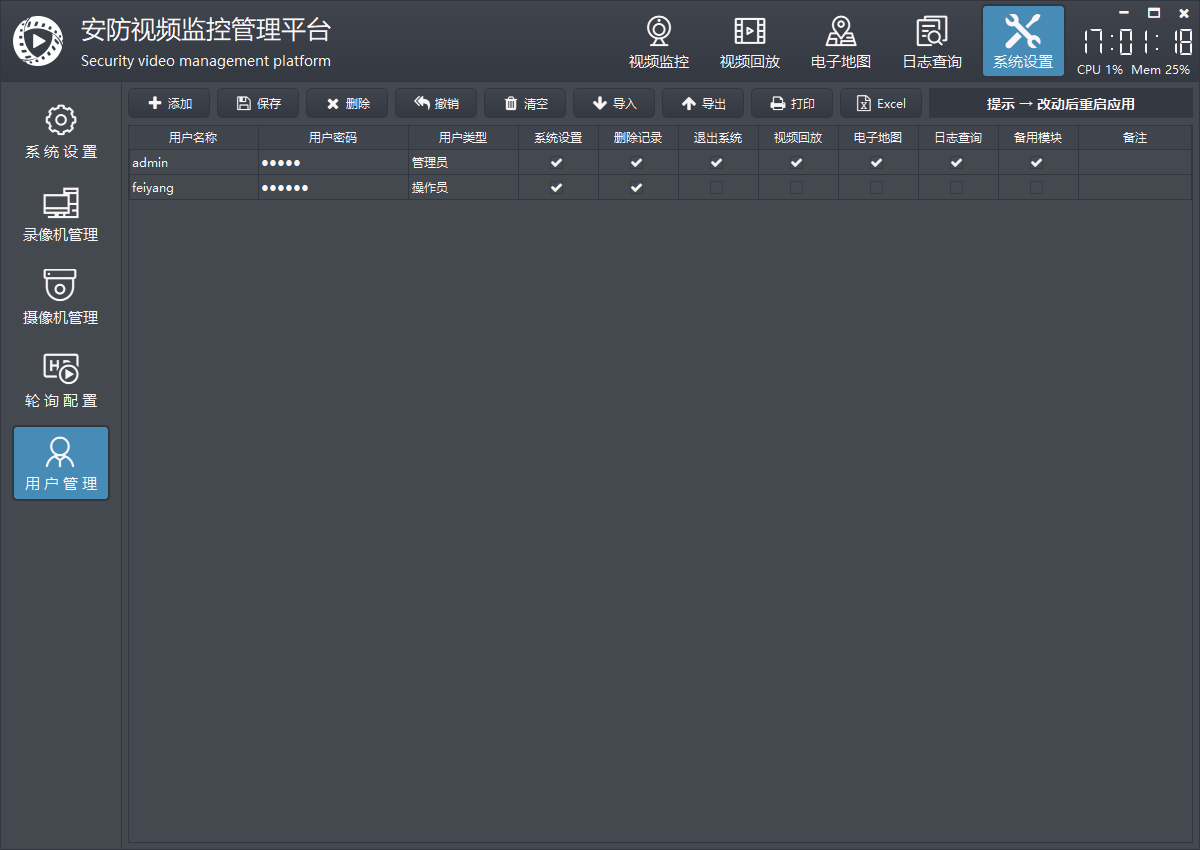 安防视频监控管理平台
Security video management platform
视频监控 视频回放 电子地图 日志查询 系统设置
17:01:18
CPU 1% Mem 25%
添加 保存 删除 撤销 清空 导入 导出 打印 Excel 提示 → 改动后重启应用
系统设置
录像机管理
摄像机管理
轮询配置
用户管理
用户名称 用户密码 用户类型 系统设置 删除记录 退出系统 视频回放 电子地图 日志查询 备用模块 备注
admin ●●●●● 管理员
feiyang ●●●●●● 操作员